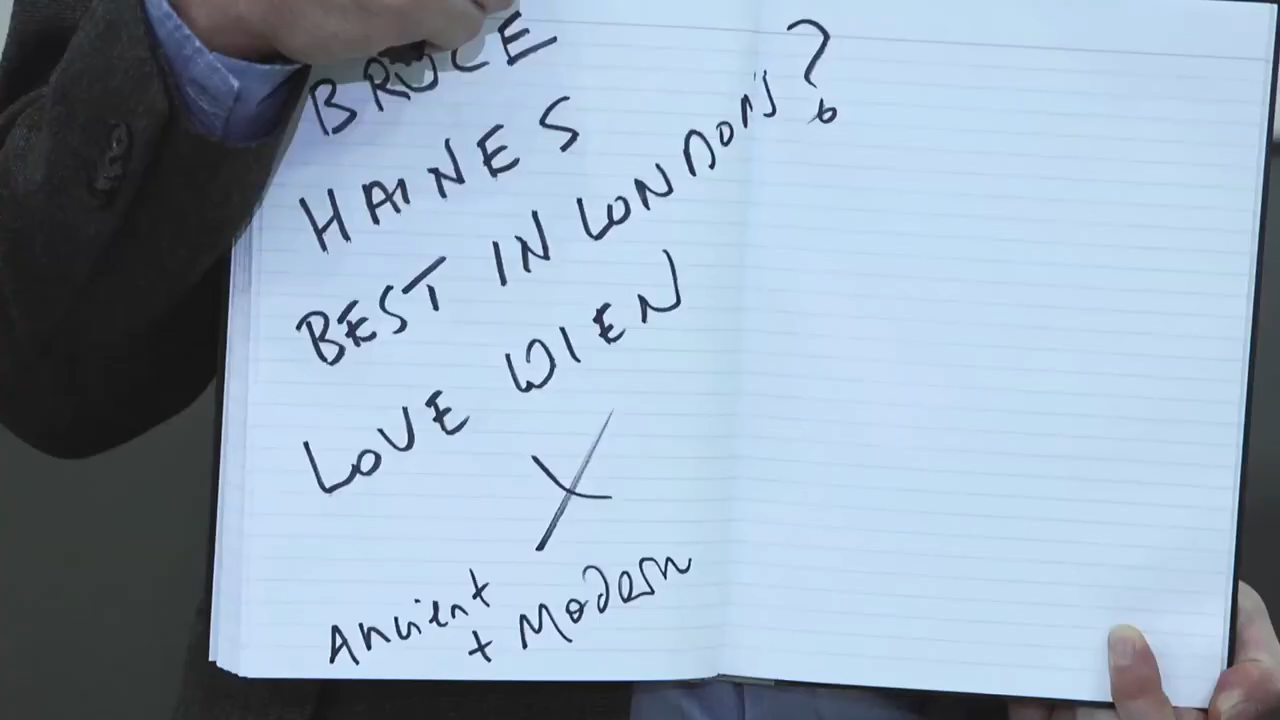 BRUCE
HAINES
BEST IN LONDON'S?
LOVE WIEN
X
Ancient
+ Modern